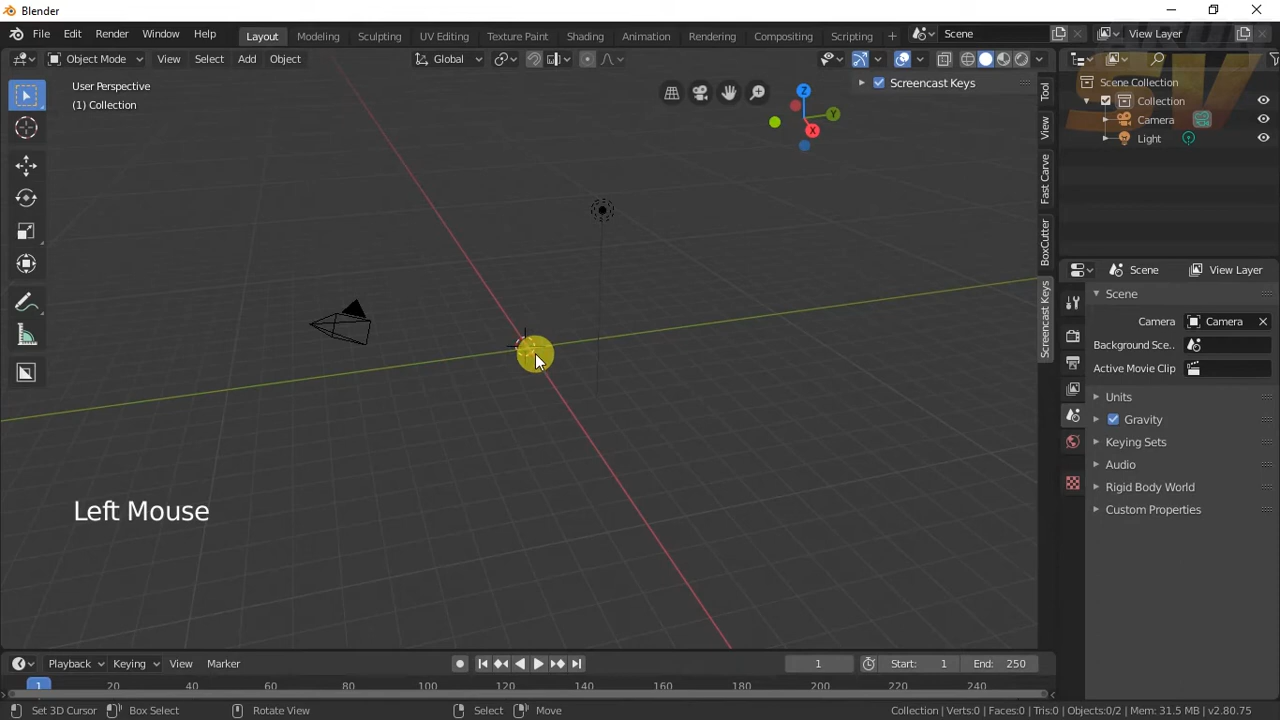 Blender
File Edit Render Window Help Layout Modeling Sculpting UV Editing Texture Paint Shading Animation Rendering Compositing Scripting + Scene View Layer
Object Mode View Select Add Object Global
User Perspective
(1) Collection
Screencast Keys
Z
Y
X
Tool
View
Fast Carve
BoxCutter
Screencast Keys
Scene Collection
Collection
Camera
Light
Scene View Layer
Scene
Camera Camera
Background Sce..
Active Movie Clip
Units
Gravity
Keying Sets
Audio
Rigid Body World
Custom Properties
Left Mouse
Playback Keying View Marker 1 Start: 1 End: 250
1 20 40 60 80 100 120 140 160 180 200 220 240
Set 3D Cursor Box Select Rotate View Select Move Collection | Verts:0 | Faces:0 | Tris:0 | Objects:0/2 | Mem: 31.5 MB | v2.80.75